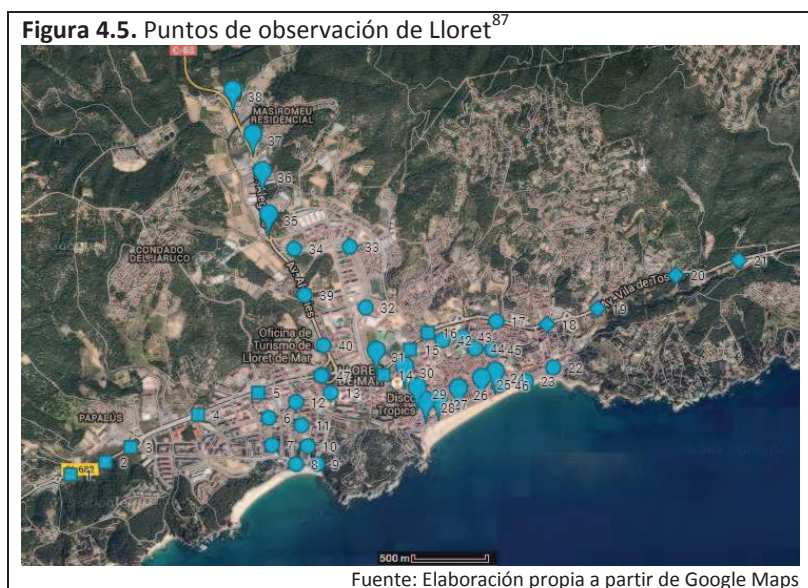 Figura 4.5. Puntos de observación de Lloret87
C-63
38
MAS ROMEU
RESIDENCIAL
37
36
35
34
33
CONDADO
DEL JARUCO
39
32
Av. Vila de Tos
20
21
19
18
17
16
Oficina de
Turismo de
Lloret de Mar
40
15
42
43
44
45
31
22
14
30
23
46
25
26
27
28
29
Disco
Tropics
13
12
5
4
6
11
PAPALÚS
3
2
7
10
8
9
500 m
Fuente: Elaboración propia a partir de Google Maps